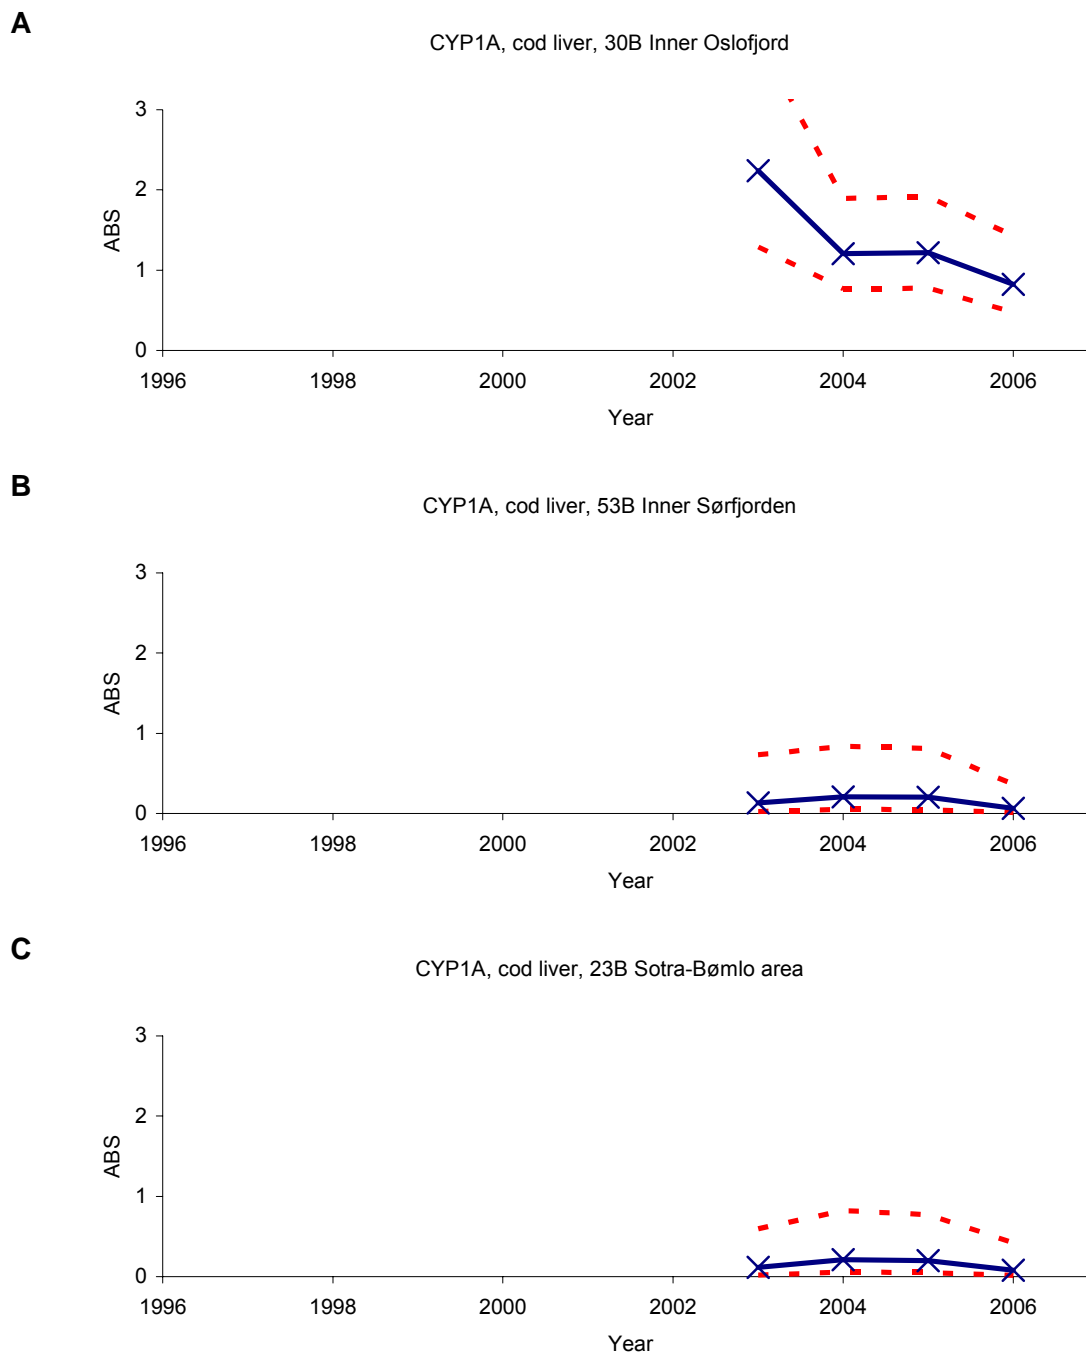 A
CYP1A, cod liver, 30B Inner Oslofjord
3
2
1
0
ABS
1996 1998 2000 2002 2004 2006
Year
B
CYP1A, cod liver, 53B Inner Sørfjorden
3
2
1
0
ABS
1996 1998 2000 2002 2004 2006
Year
C
CYP1A, cod liver, 23B Sotra-Bømlo area
3
2
1
0
ABS
1996 1998 2000 2002 2004 2006
Year